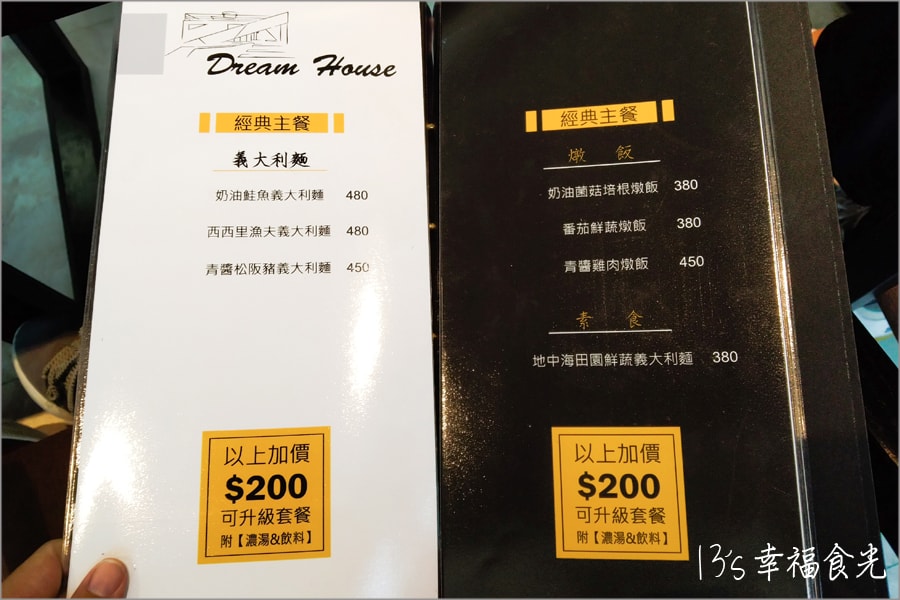 Dream House
經典主餐
義大利麵
奶油鮭魚義大利麵 480
西西里漁夫義大利麵 480
青醬松阪豬義大利麵 450
以上加價
$200
可升級套餐
附【濃湯&飲料】
經典主餐
燉飯
奶油菌菇培根燉飯 380
番茄鮮蔬燉飯 380
青醬雞肉燉飯 450
素食
地中海田園鮮蔬義大利麵 380
以上加價
$200
可升級套餐
附【濃湯&飲料】
13's幸福食光